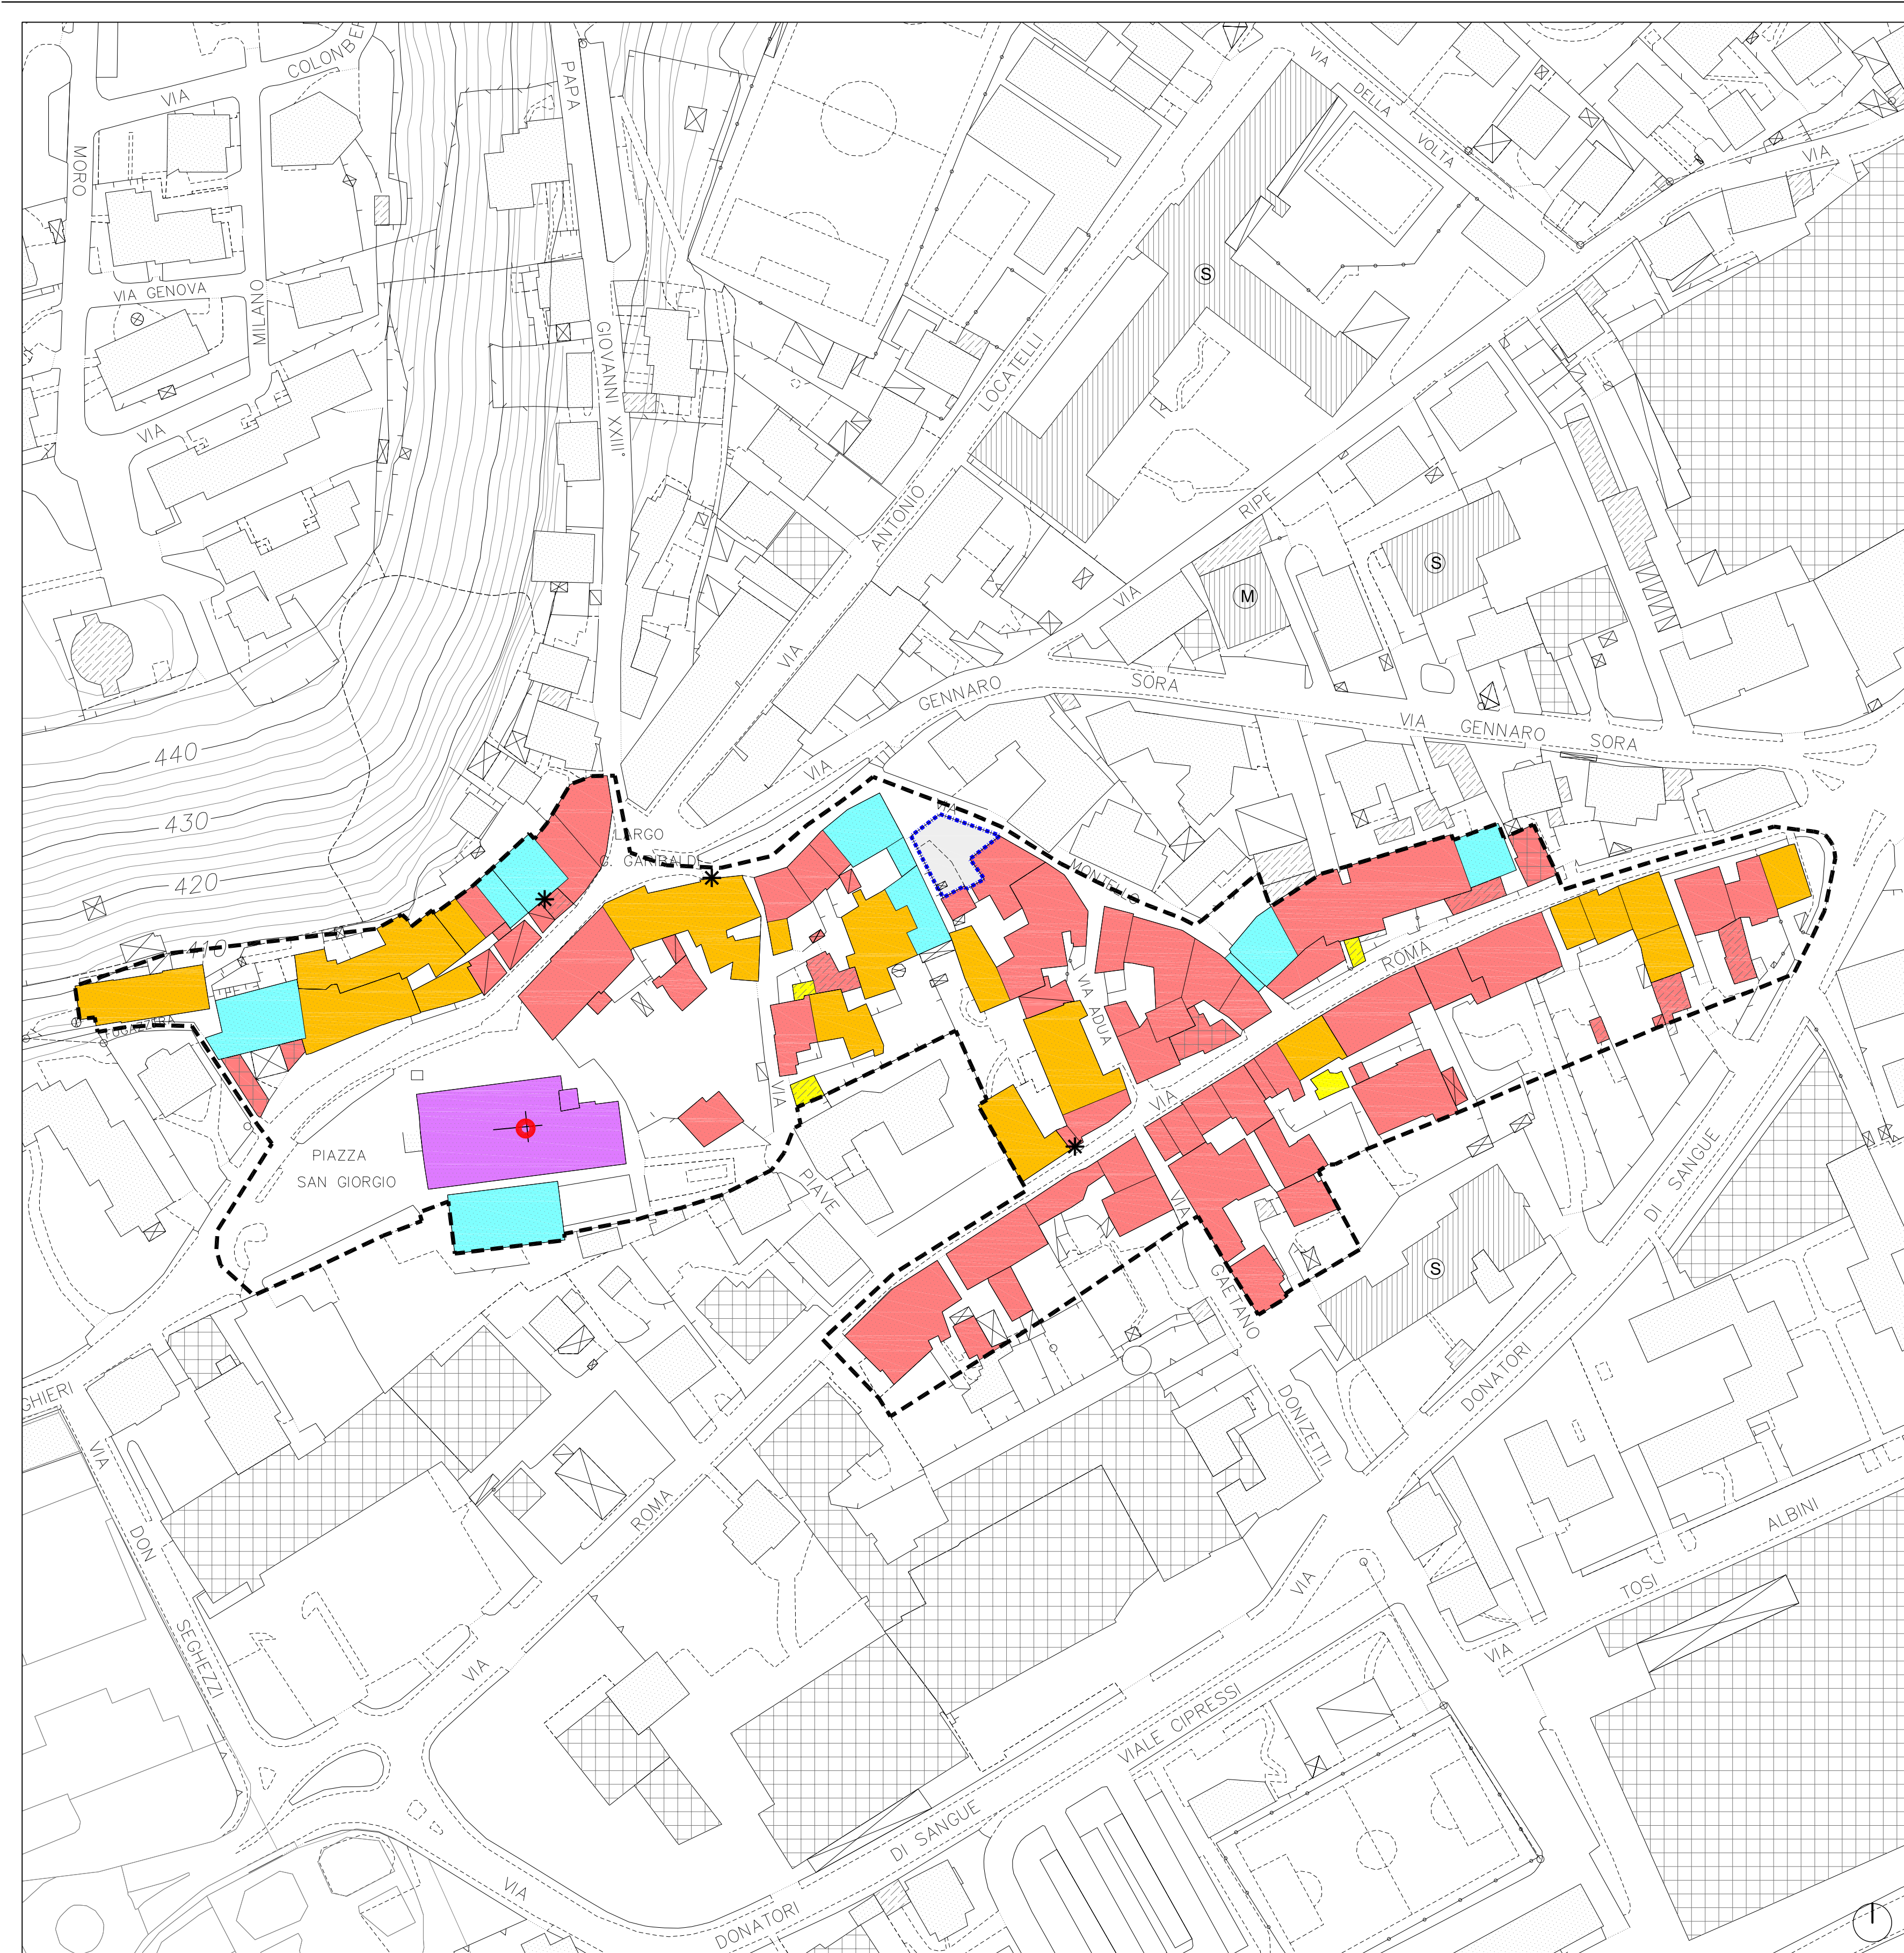 COLONBE
VIA
PAPA
MORO
VIA GENOVA
MILANO
VIA
GIOVANNI XXIII°
VIA
DELLA
VOLTA
VIA
S
LOCATELLI
ANTONIO
VIA
RIPE
VIA
S
M
GENNARO
VIA
SORA
VIA
GENNARO
SORA
440
430
420
410
LARGO
G. GARIBALDI
VIA
MONTELLO
FOGAZZARO
ROMA
VIA
VIA ADUA
VIA
PIAZZA
SAN GIORGIO
PIAVE
VIA
GAETANO
DONIZETTI
S
DI SANGUE
DONATORI
GHIERI
VIA
DON
SEGHEZZI
ROMA
VIA
VIA
ALBINI
TOSI
VIA
VIALE CIPRESSI
DI SANGUE
DONATORI
VIA